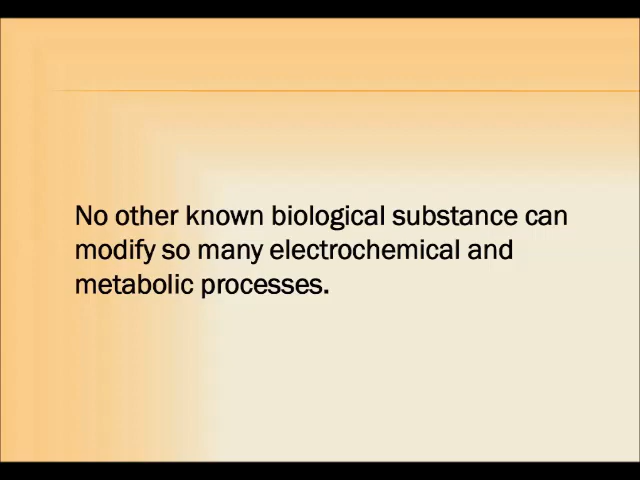 No other known biological substance can
modify so many electrochemical and
metabolic processes.